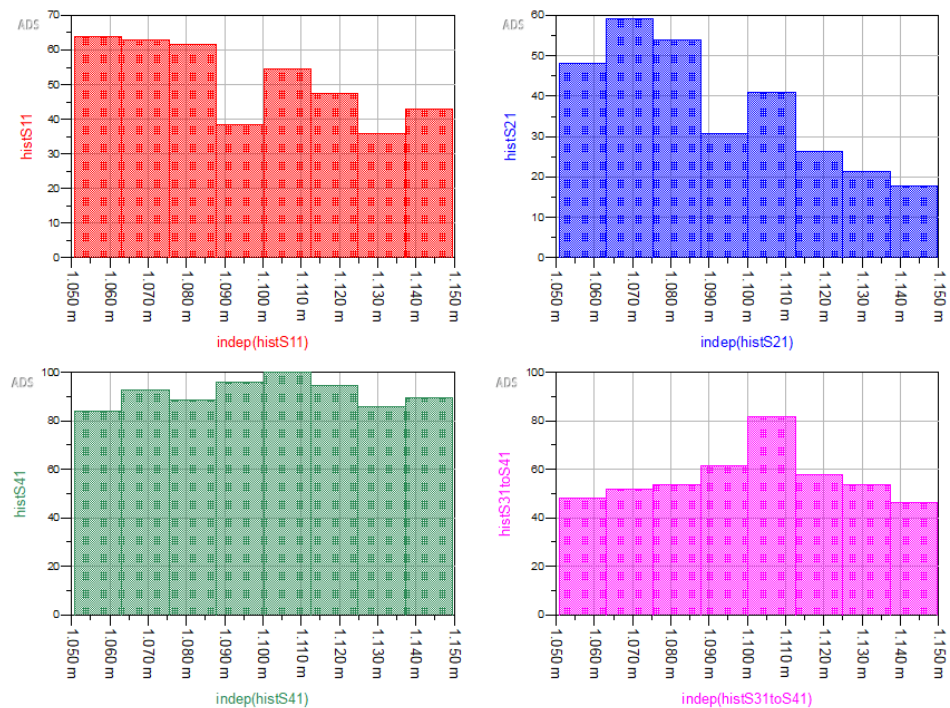 ADS
histS11
70
60
50
40
30
20
10
0
1.050 m
1.060 m
1.070 m
1.080 m
1.090 m
1.100 m
1.110 m
1.120 m
1.130 m
1.140 m
1.150 m
indep(histS11)
ADS
histS21
60
50
40
30
20
10
0
1.050 m
1.060 m
1.070 m
1.080 m
1.090 m
1.100 m
1.110 m
1.120 m
1.130 m
1.140 m
1.150 m
indep(histS21)
ADS
histS41
100
80
60
40
20
0
1.050 m
1.060 m
1.070 m
1.080 m
1.090 m
1.100 m
1.110 m
1.120 m
1.130 m
1.140 m
1.150 m
indep(histS41)
ADS
histS31toS41
100
80
60
40
20
0
1.050 m
1.060 m
1.070 m
1.080 m
1.090 m
1.100 m
1.110 m
1.120 m
1.130 m
1.140 m
1.150 m
indep(histS31toS41)